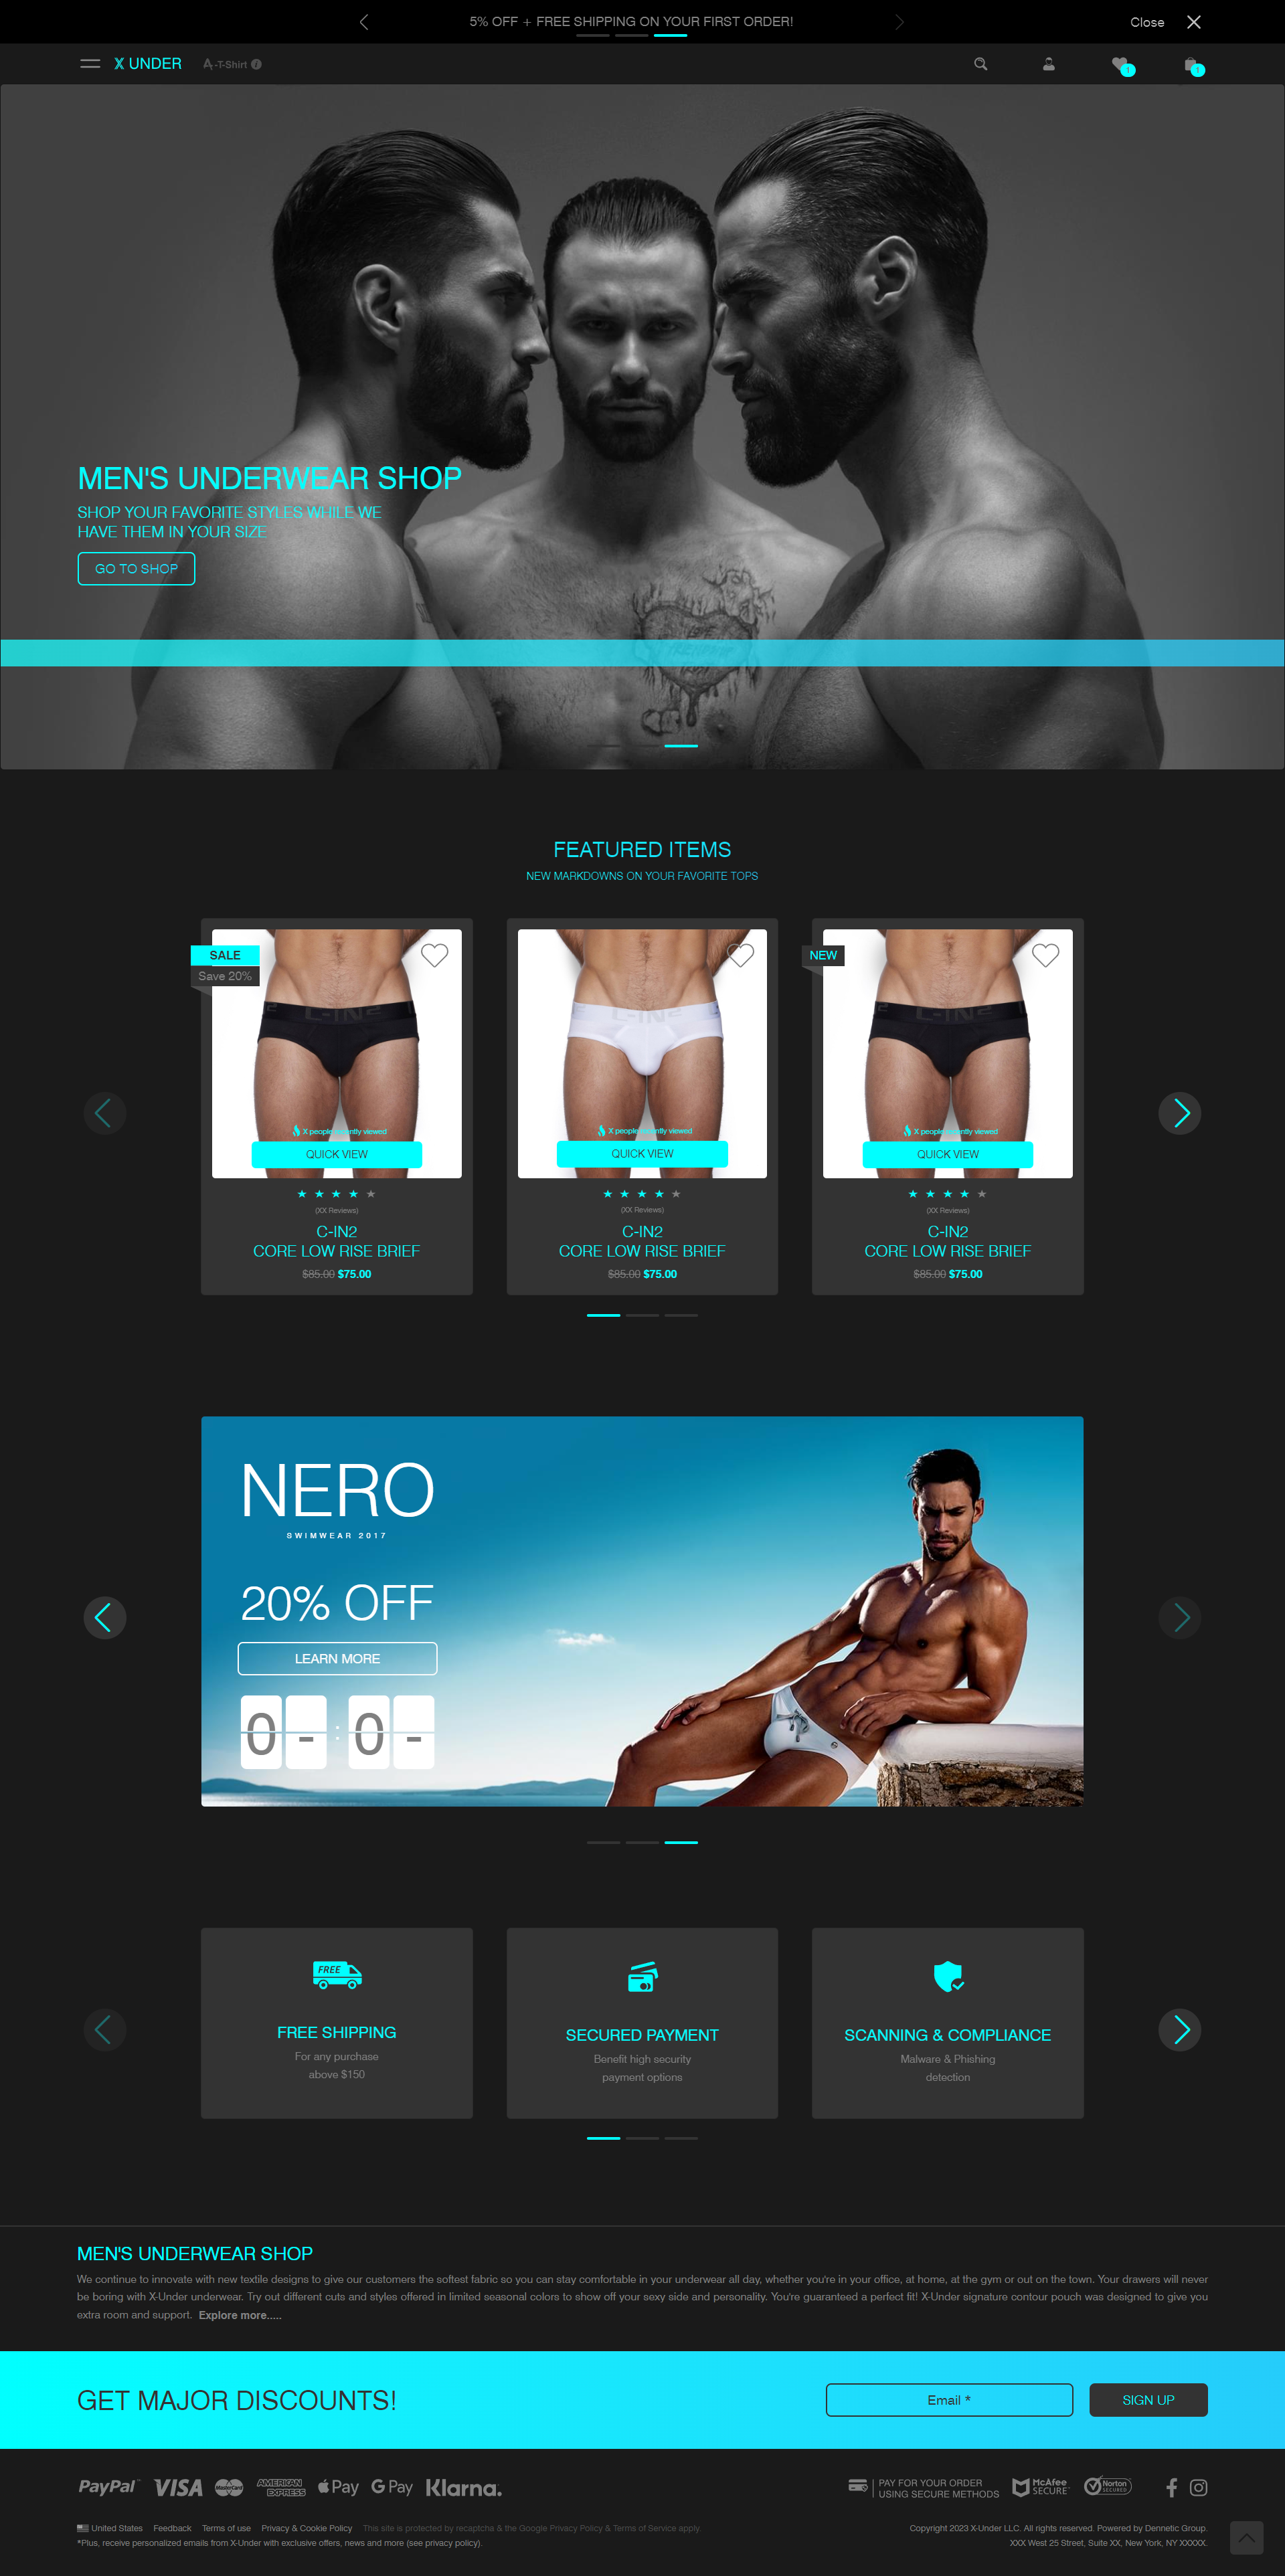 5% OFF + FREE SHIPPING ON YOUR FIRST ORDER!
Close
X UNDER
A-T-Shirt i
MEN'S UNDERWEAR SHOP
SHOP YOUR FAVORITE STYLES WHILE WE
HAVE THEM IN YOUR SIZE
GO TO SHOP
FEATURED ITEMS
NEW MARKDOWNS ON YOUR FAVORITE TOPS
SALE
Save 20%
C-IN2
X people recently viewed
QUICK VIEW
(XX Reviews)
C-IN2
CORE LOW RISE BRIEF
$85.00 $75.00
C-IN2
X people recently viewed
QUICK VIEW
(XX Reviews)
C-IN2
CORE LOW RISE BRIEF
$85.00 $75.00
NEW
C-IN2
X people recently viewed
QUICK VIEW
(XX Reviews)
C-IN2
CORE LOW RISE BRIEF
$85.00 $75.00
NERO
SWIMWEAR 2017
20% OFF
LEARN MORE
0 - : 0 -
FREE
FREE SHIPPING
For any purchase
above $150
SECURED PAYMENT
Benefit high security
payment options
SCANNING & COMPLIANCE
Malware & Phishing
detection
MEN'S UNDERWEAR SHOP
We continue to innovate with new textile designs to give our customers the softest fabric so you can stay comfortable in your underwear all day, whether you're in your office, at home, at the gym or out on the town. Your drawers will never
be boring with X-Under underwear. Try out different cuts and styles offered in limited seasonal colors to show off your sexy side and personality. You're guaranteed a perfect fit! X-Under signature contour pouch was designed to give you
extra room and support. Explore more.....
GET MAJOR DISCOUNTS!
Email *
SIGN UP
PayPal VISA MasterCard AMERICAN EXPRESS Pay G Pay Klarna.
PAY FOR YOUR ORDER
USING SECURE METHODS
McAfee
SECURE
Norton
SECURED
United States Feedback Terms of use Privacy & Cookie Policy This site is protected by recaptcha & the Google Privacy Policy & Terms of Service apply.
*Plus, receive personalized emails from X-Under with exclusive offers, news and more (see privacy policy).
Copyright 2023 X-Under LLC. All rights reserved. Powered by Dennetic Group.
XXX West 25 Street, Suite XX, New York, NY XXXXX.